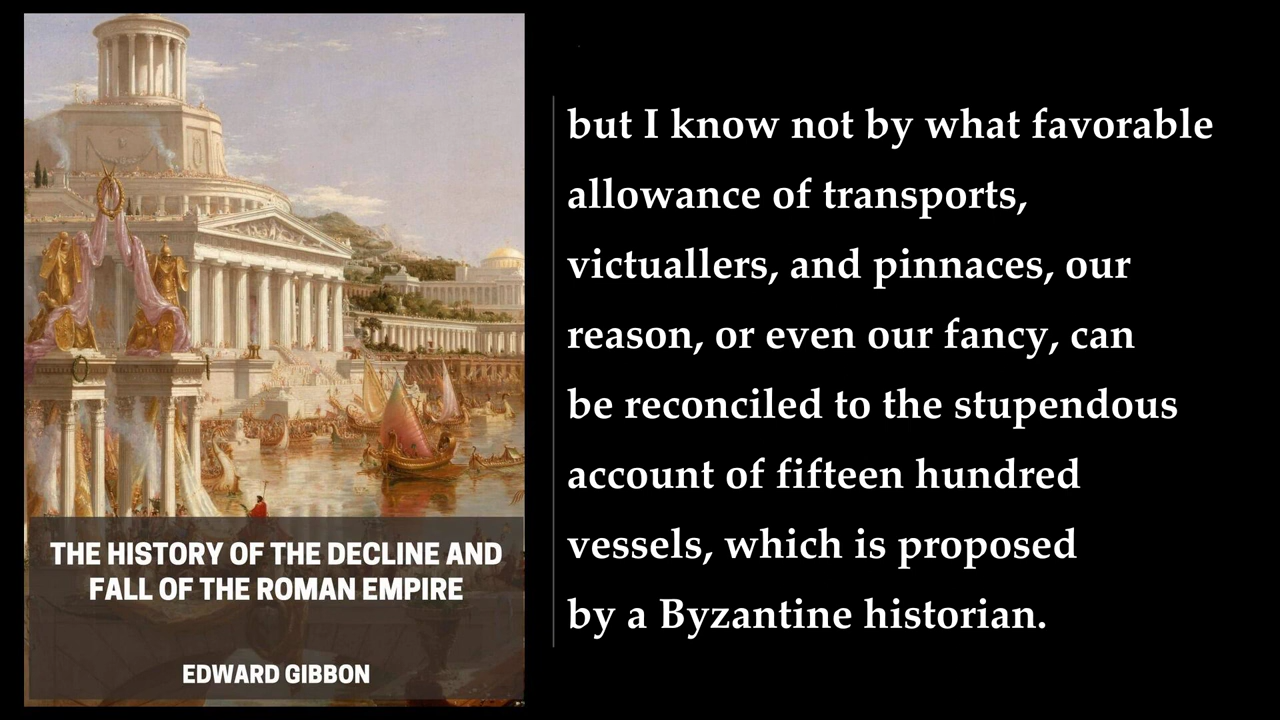 THE HISTORY OF THE DECLINE AND
FALL OF THE ROMAN EMPIRE
EDWARD GIBBON
but I know not by what favorable
allowance of transports,
victuallers, and pinnaces, our
reason, or even our fancy, can
be reconciled to the stupendous
account of fifteen hundred
vessels, which is proposed
by a Byzantine historian.